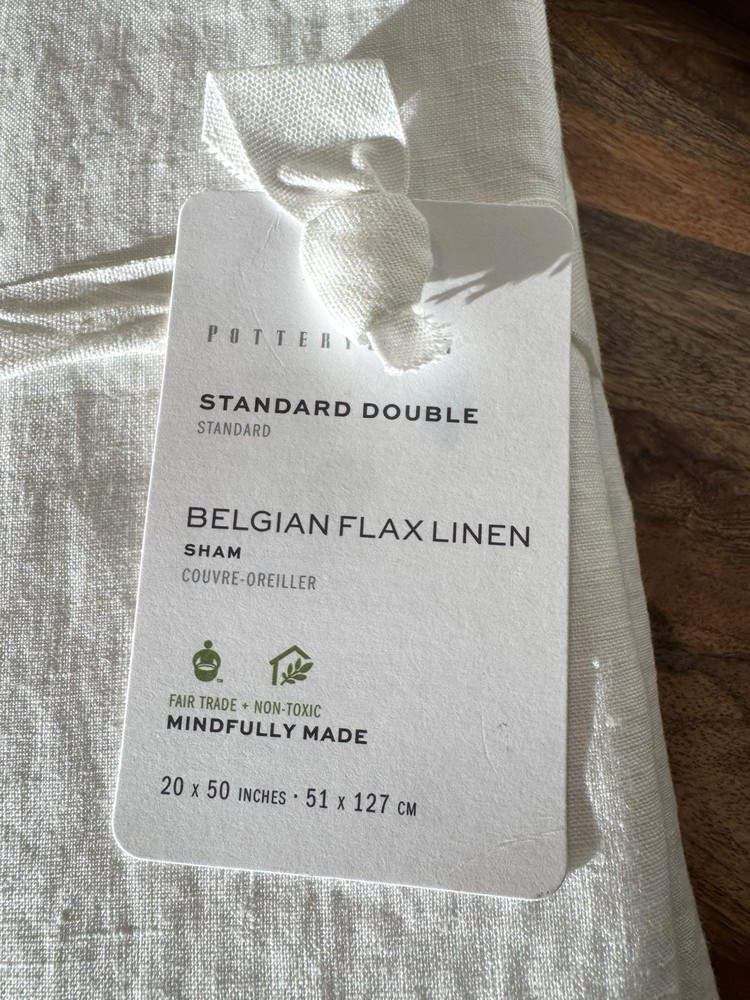 POTTERY
STANDARD DOUBLE
STANDARD
BELGIAN FLAX LINEN
SHAM
COUVRE-OREILLER
FAIR TRADE + NON-TOXIC
MINDFULLY MADE
20 x 50 INCHES · 51 x 127 CM